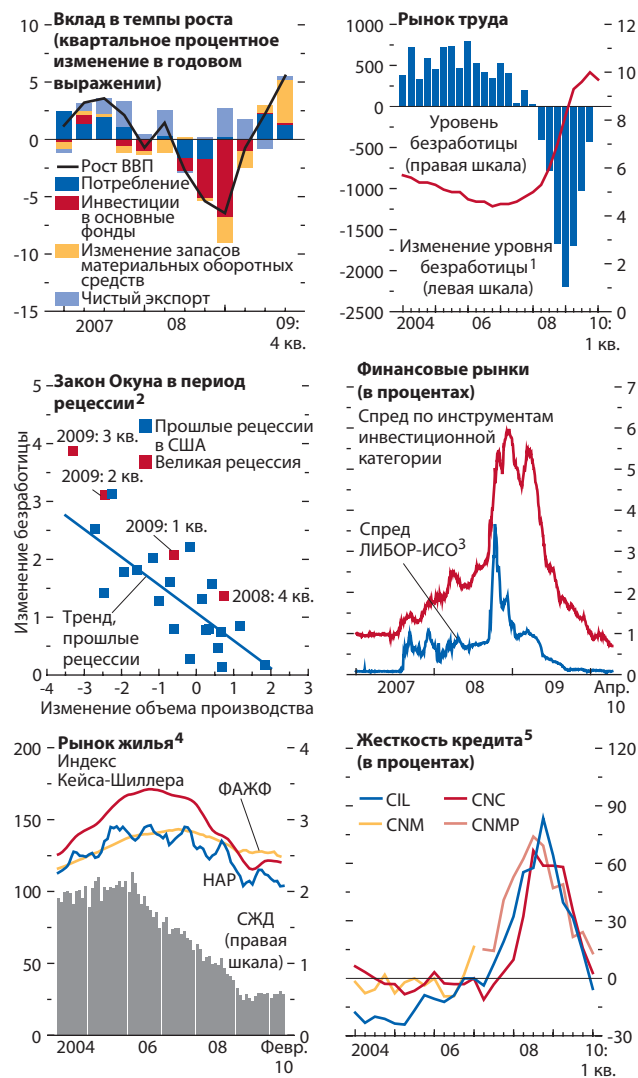 Вклад в темпы роста
(квартальное процентное
изменение в годовом
выражении)
10
5
0
-5
-10
-15
Рост ВВП
Потребление
Инвестиции
в основные
фонды
Изменение запасов
материальных оборотных
средств
Чистый экспорт
2007
08
09:
4 кв.
Рынок труда
1000
500
0
-500
-1000
-1500
-2000
-2500
12
10
8
6
4
2
0
Уровень
безработицы
(правая шкала)
Изменение уровня
безработицы1
(левая шкала)
2004
06
08
10:
1 кв.
Закон Окуна в период
рецессии2
Изменение безработицы
5
4
3
2
1
0
Прошлые рецессии
в США
Великая рецессия
2009: 3 кв.
2009: 2 кв.
2009: 1 кв.
2008: 4 кв.
Тренд,
прошлые
рецессии
-4 -3 -2 -1 0 1 2 3
Изменение объема производства
Финансовые рынки
(в процентах)
7
6
5
4
3
2
1
0
Спред по инструментам
инвестиционной
категории
Спред
ЛИБОР-ИСО3
2007
08
09
Апр.
10
Рынок жилья4
Индекс
Кейса-Шиллера
200
150
100
50
0
4
3
2
1
0
ФАЖФ
НАР
СЖД
(правая
шкала)
2004
06
08
Февр.
10
Жесткость кредита5
(в процентах)
120
90
60
30
0
-30
CIL
CNC
CNM
CNMP
2004
06
08
10:
1 кв.